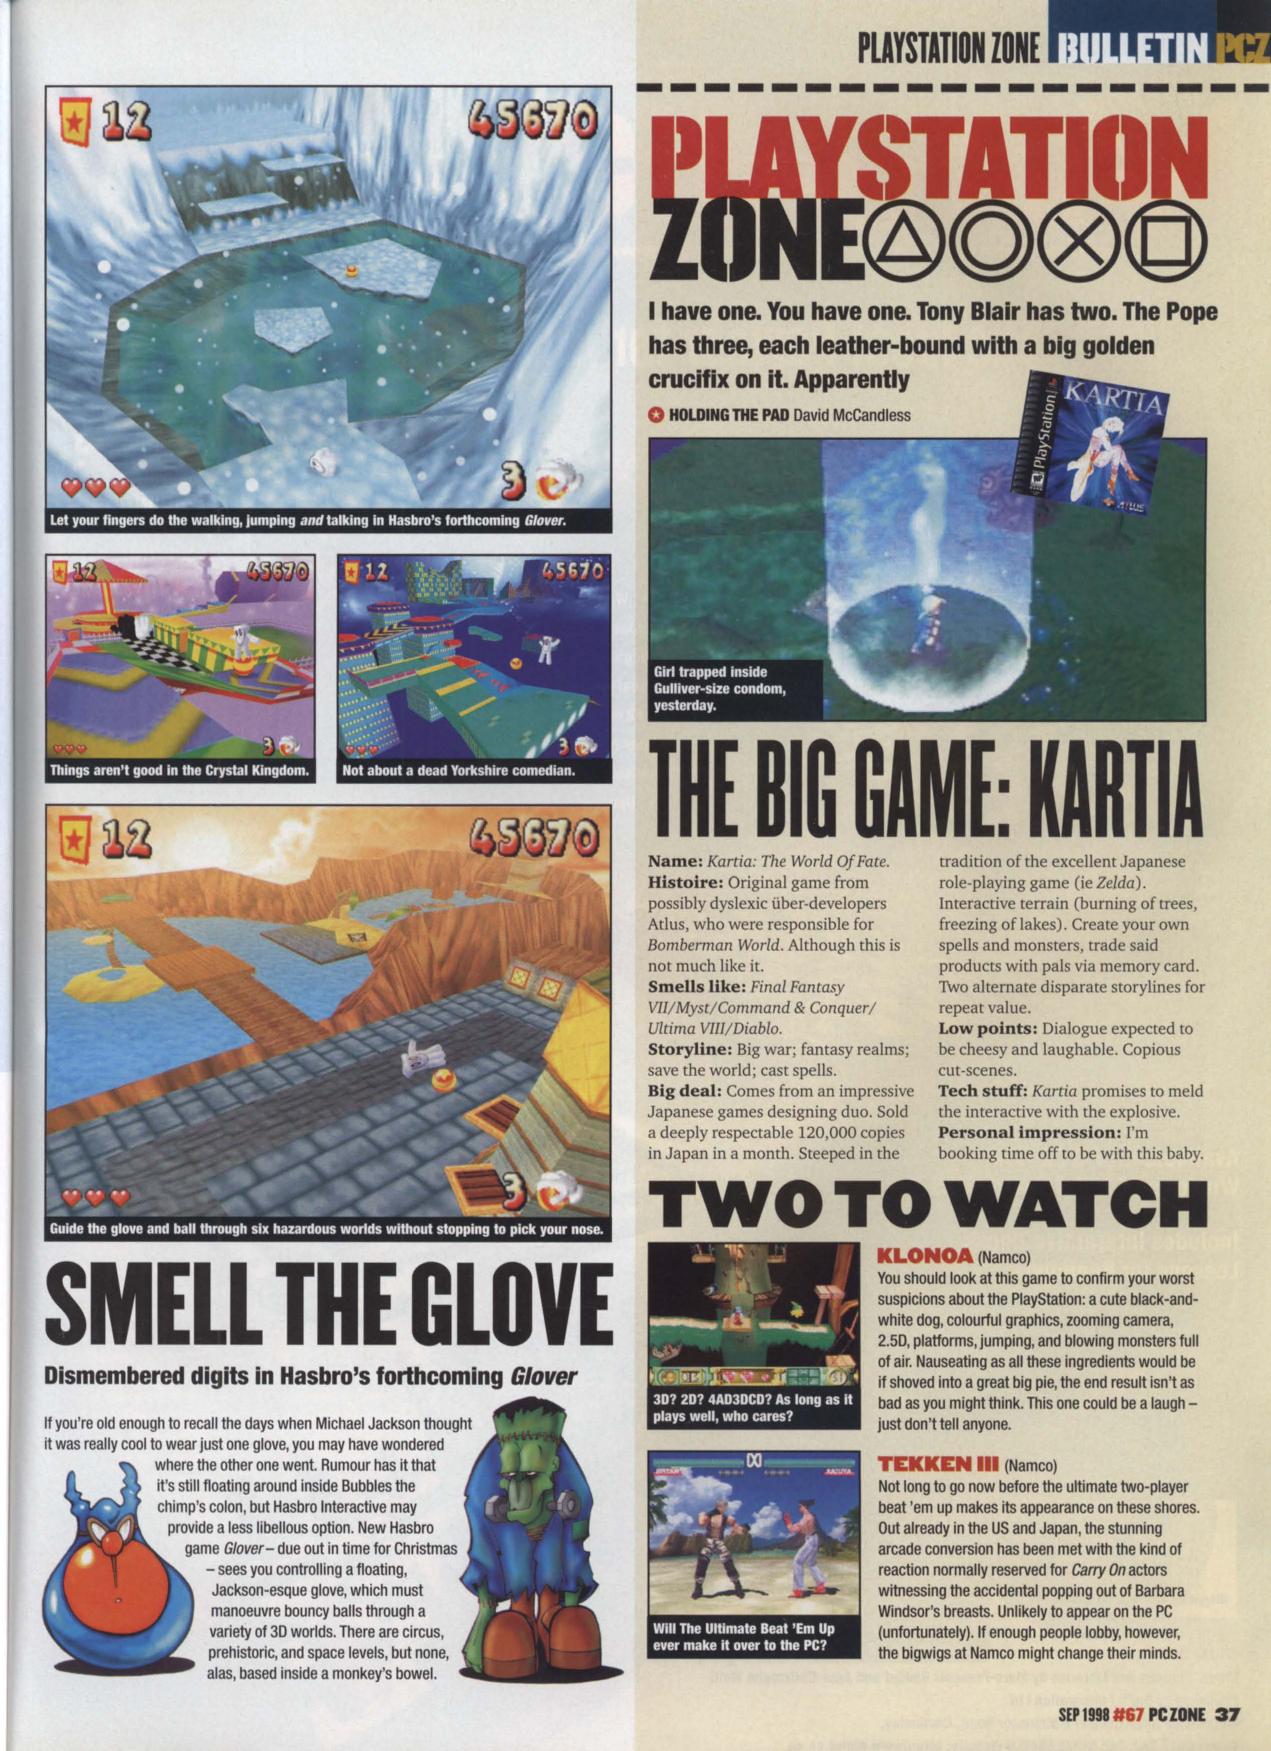 PLAYSTATION ZONE BULLETIN PCZ
12
45670
3
Let your fingers do the walking, jumping and talking in Hasbro's forthcoming Glover.
12
45670
3
Things aren't good in the Crystal Kingdom.
12
45670
3
Not about a dead Yorkshire comedian.
12
45670
3
Guide the glove and ball through six hazardous worlds without stopping to pick your nose.
SMELL THE GLOVE
Dismembered digits in Hasbro's forthcoming Glover
If you're old enough to recall the days when Michael Jackson thought
it was really cool to wear just one glove, you may have wondered
where the other one went. Rumour has it that
it's still floating around inside Bubbles the
chimp's colon, but Hasbro Interactive may
provide a less libellous option. New Hasbro
game Glover – due out in time for Christmas
– sees you controlling a floating,
Jackson-esque glove, which must
manoeuvre bouncy balls through a
variety of 3D worlds. There are circus,
prehistoric, and space levels, but none,
alas, based inside a monkey's bowel.
PLAYSTATION
ZONE
I have one. You have one. Tony Blair has two. The Pope
has three, each leather-bound with a big golden
crucifix on it. Apparently
HOLDING THE PAD David McCandless
PlayStation
KARTIA
ATLUS
Girl trapped inside
Gulliver-size condom,
yesterday.
THE BIG GAME: KARTIA
Name: Kartia: The World Of Fate.
Histoire: Original game from
possibly dyslexic über-developers
Atlus, who were responsible for
Bomberman World. Although this is
not much like it.
Smells like: Final Fantasy
VII/Myst/Command & Conquer/
Ultima VIII/Diablo.
Storyline: Big war; fantasy realms;
save the world; cast spells.
Big deal: Comes from an impressive
Japanese games designing duo. Sold
a deeply respectable 120,000 copies
in Japan in a month. Steeped in the
tradition of the excellent Japanese
role-playing game (ie Zelda).
Interactive terrain (burning of trees,
freezing of lakes). Create your own
spells and monsters, trade said
products with pals via memory card.
Two alternate disparate storylines for
repeat value.
Low points: Dialogue expected to
be cheesy and laughable. Copious
cut-scenes.
Tech stuff: Kartia promises to meld
the interactive with the explosive.
Personal impression: I'm
booking time off to be with this baby.
TWO TO WATCH
3D? 2D? 4AD3DCD? As long as it
plays well, who cares?
KLONOA (Namco)
You should look at this game to confirm your worst
suspicions about the PlayStation: a cute black-and-
white dog, colourful graphics, zooming camera,
2.5D, platforms, jumping, and blowing monsters full
of air. Nauseating as all these ingredients would be
if shoved into a great big pie, the end result isn't as
bad as you might think. This one could be a laugh –
just don't tell anyone.
Will The Ultimate Beat 'Em Up
ever make it over to the PC?
TEKKEN III (Namco)
Not long to go now before the ultimate two-player
beat 'em up makes its appearance on these shores.
Out already in the US and Japan, the stunning
arcade conversion has been met with the kind of
reaction normally reserved for Carry On actors
witnessing the accidental popping out of Barbara
Windsor's breasts. Unlikely to appear on the PC
(unfortunately). If enough people lobby, however,
the bigwigs at Namco might change their minds.
SEP 1998 #67 PC ZONE 37